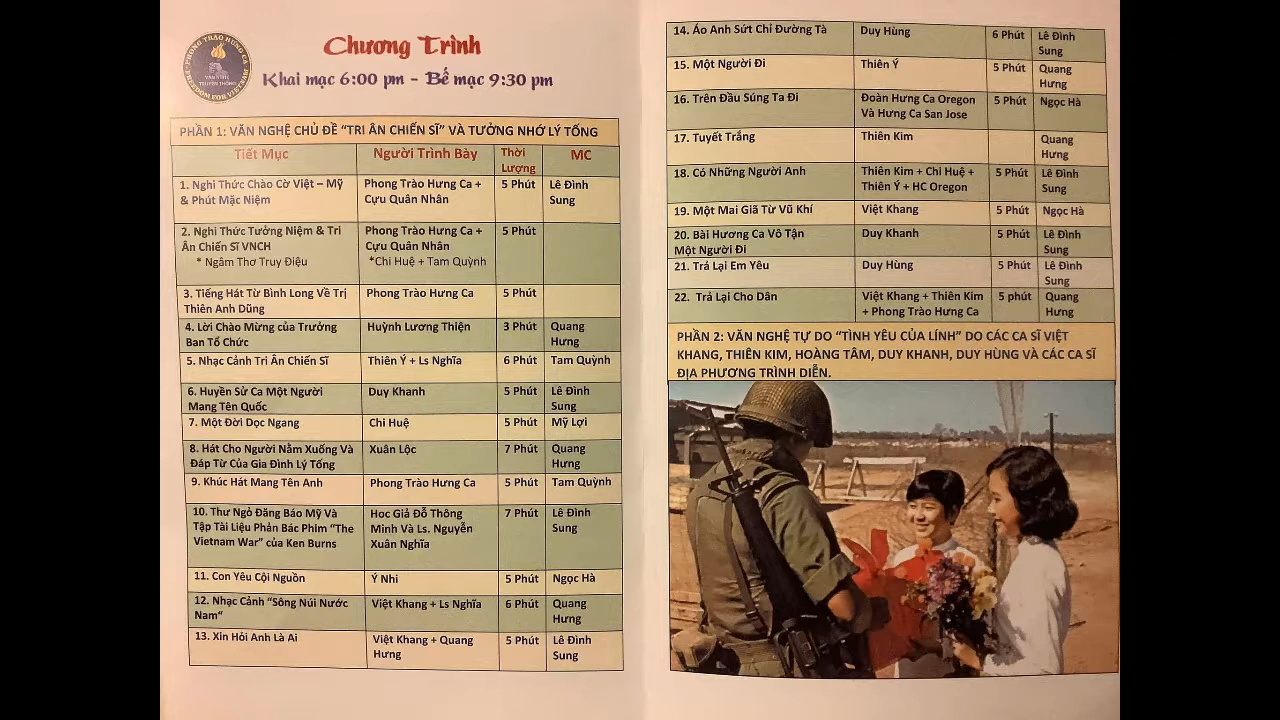 PHONG TRÀO HƯNG CA
VĂN NGHỆ
TRUYỀN THÔNG
FREEDOM FOR VIETNAM
Chương Trình
Khai mạc 6:00 pm - Bế mạc 9:30 pm
PHẦN 1: VĂN NGHỆ CHỦ ĐỀ “TRI ÂN CHIẾN SĨ” VÀ TƯỞNG NHỚ LÝ TỐNG
Tiết Mục Người Trình Bày Thời Lượng MC
1. Nghi Thức Chào Cờ Việt – Mỹ Phong Trào Hưng Ca + 5 Phút Lê Đình
& Phút Mặc Niệm Cựu Quân Nhân Sung
2. Nghi Thức Tưởng Niệm & Tri Phong Trào Hưng Ca + 5 Phút
Ân Chiến Sĩ VNCH Cựu Quân Nhân
* Ngâm Thơ Truy Điệu *Chi Huệ + Tam Quỳnh
3. Tiếng Hát Từ Bình Long Về Trị Phong Trào Hưng Ca 5 Phút
Thiên Anh Dũng
4. Lời Chào Mừng của Trưởng Huỳnh Lương Thiện 3 Phút Quang
Ban Tổ Chức Hưng
5. Nhạc Cảnh Tri Ân Chiến Sĩ Thiên Ý + Ls Nghĩa 6 Phút Tam Quỳnh
6. Huyền Sử Ca Một Người Duy Khanh 5 Phút Lê Đình
Mang Tên Quốc Sung
7. Một Đời Dọc Ngang Chi Huệ 5 Phút Mỹ Lợi
8. Hát Cho Người Nằm Xuống Và Xuân Lộc 7 Phút Quang
Đáp Từ Của Gia Đình Lý Tống Hưng
9. Khúc Hát Mang Tên Anh Phong Trào Hưng Ca 5 Phút Tam Quỳnh
10. Thư Ngỏ Đăng Báo Mỹ Và Học Giả Đỗ Thông 7 Phút Lê Đình
Tập Tài Liệu Phản Bác Phim “The Minh Và Ls. Nguyễn Sung
Vietnam War” của Ken Burns Xuân Nghĩa
11. Con Yêu Cội Nguồn Ý Nhi 5 Phút Ngọc Hà
12. Nhạc Cảnh “Sông Núi Nước Việt Khang + Ls Nghĩa 6 Phút Quang
Nam“ Hưng
13. Xin Hỏi Anh Là Ai Việt Khang + Quang 5 Phút Lê Đình
Hưng Sung
14. Áo Anh Sứt Chỉ Đường Tà Duy Hùng 6 Phút Lê Đình
Sung
15. Một Người Đi Thiên Ý 5 Phút Quang
Hưng
16. Trên Đầu Súng Ta Đi Đoàn Hưng Ca Oregon 5 Phút Ngọc Hà
Và Hưng Ca San Jose
17. Tuyết Trắng Thiên Kim Quang
Hưng
18. Có Những Người Anh Thiên Kim + Chi Huệ + 5 Phút Lê Đình
Thiên Ý + HC Oregon Sung
19. Một Mai Giã Từ Vũ Khí Việt Khang 5 Phút Ngọc Hà
20. Bài Hương Ca Vô Tận Duy Khanh 5 Phút Lê Đình
Một Người Đi Sung
21. Trả Lại Em Yêu Duy Hùng 5 Phút Lê Đình
Sung
22. Trả Lại Cho Dân Việt Khang + Thiên Kim 5 phút Quang
+ Phong Trào Hưng Ca Hưng
PHẦN 2: VĂN NGHỆ TỰ DO “TÌNH YÊU CỦA LÍNH” DO CÁC CA SĨ VIỆT
KHANG, THIÊN KIM, HOÀNG TÂM, DUY KHANH, DUY HÙNG VÀ CÁC CA SĨ
ĐỊA PHƯƠNG TRÌNH DIỄN.